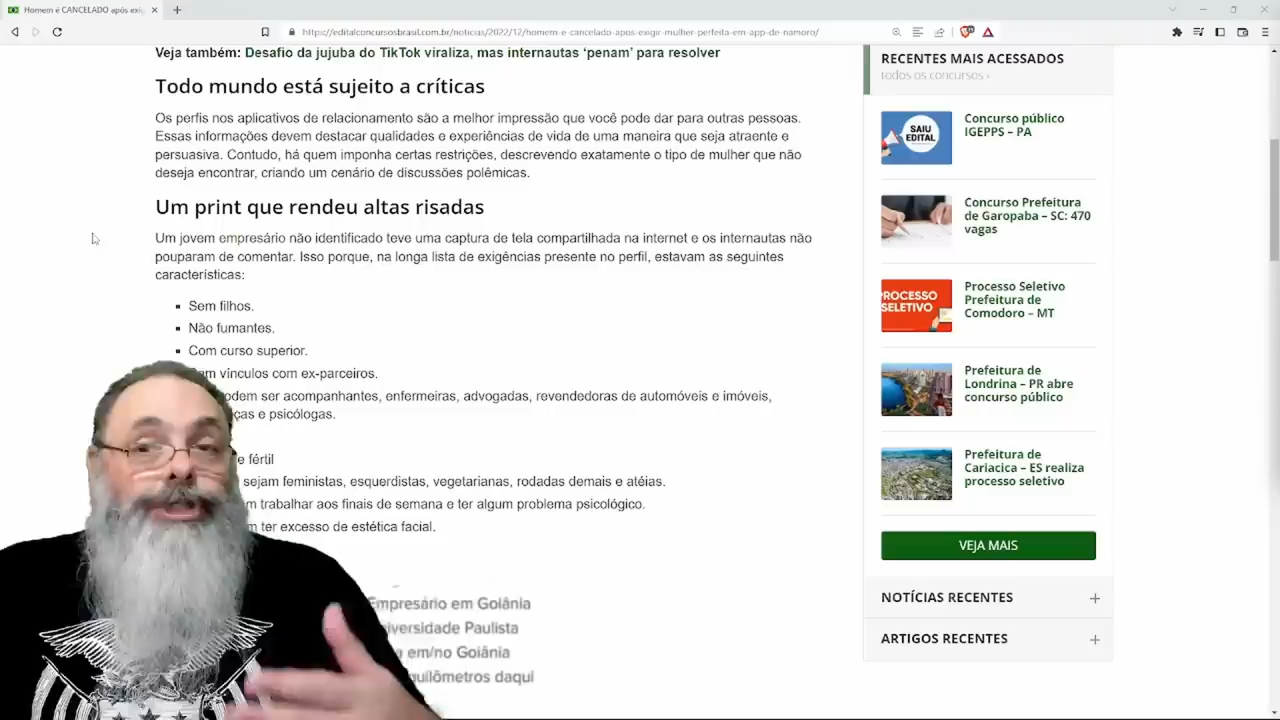 Homem é CANCELADO após exig
https://editalconcursosbrasil.com.br/noticias/2022/12/homem-e-cancelado-apos-exigir-mulher-perfeita-em-app-de-namoro/
Veja também: Desafio da jujuba do TikTok viraliza, mas internautas ‘penam’ para resolver
Todo mundo está sujeito a críticas
Os perfis nos aplicativos de relacionamento são a melhor impressão que você pode dar para outras pessoas.
Essas informações devem destacar qualidades e experiências de vida de uma maneira que seja atraente e
persuasiva. Contudo, há quem imponha certas restrições, descrevendo exatamente o tipo de mulher que não
deseja encontrar, criando um cenário de discussões polêmicas.
Um print que rendeu altas risadas
Um jovem empresário não identificado teve uma captura de tela compartilhada na internet e os internautas não
pouparam de comentar. Isso porque, na longa lista de exigências presente no perfil, estavam as seguintes
características:
Sem filhos.
Não fumantes.
Com curso superior.
vínculos com ex-parceiros.
ser acompanhantes, enfermeiras, advogadas, revendedoras de automóveis e imóveis,
e psicólogas.
e fértil
sejam feministas, esquerdistas, vegetarianas, rodadas demais e atéias.
trabalhar aos finais de semana e ter algum problema psicológico.
ter excesso de estética facial.
Empresário em Goiânia
Paulista
em/no Goiânia
quilômetros daqui
RECENTES MAIS ACESSADOS
todos os concursos ›
SAIU
EDITAL
Concurso público
IGEPPS – PA
Concurso Prefeitura
de Garopaba – SC: 470
vagas
PROCESSO
SELETIVO
Processo Seletivo
Prefeitura de
Comodoro – MT
Prefeitura de
Londrina – PR abre
concurso público
Prefeitura de
Cariacica – ES realiza
processo seletivo
VEJA MAIS
NOTÍCIAS RECENTES
ARTIGOS RECENTES